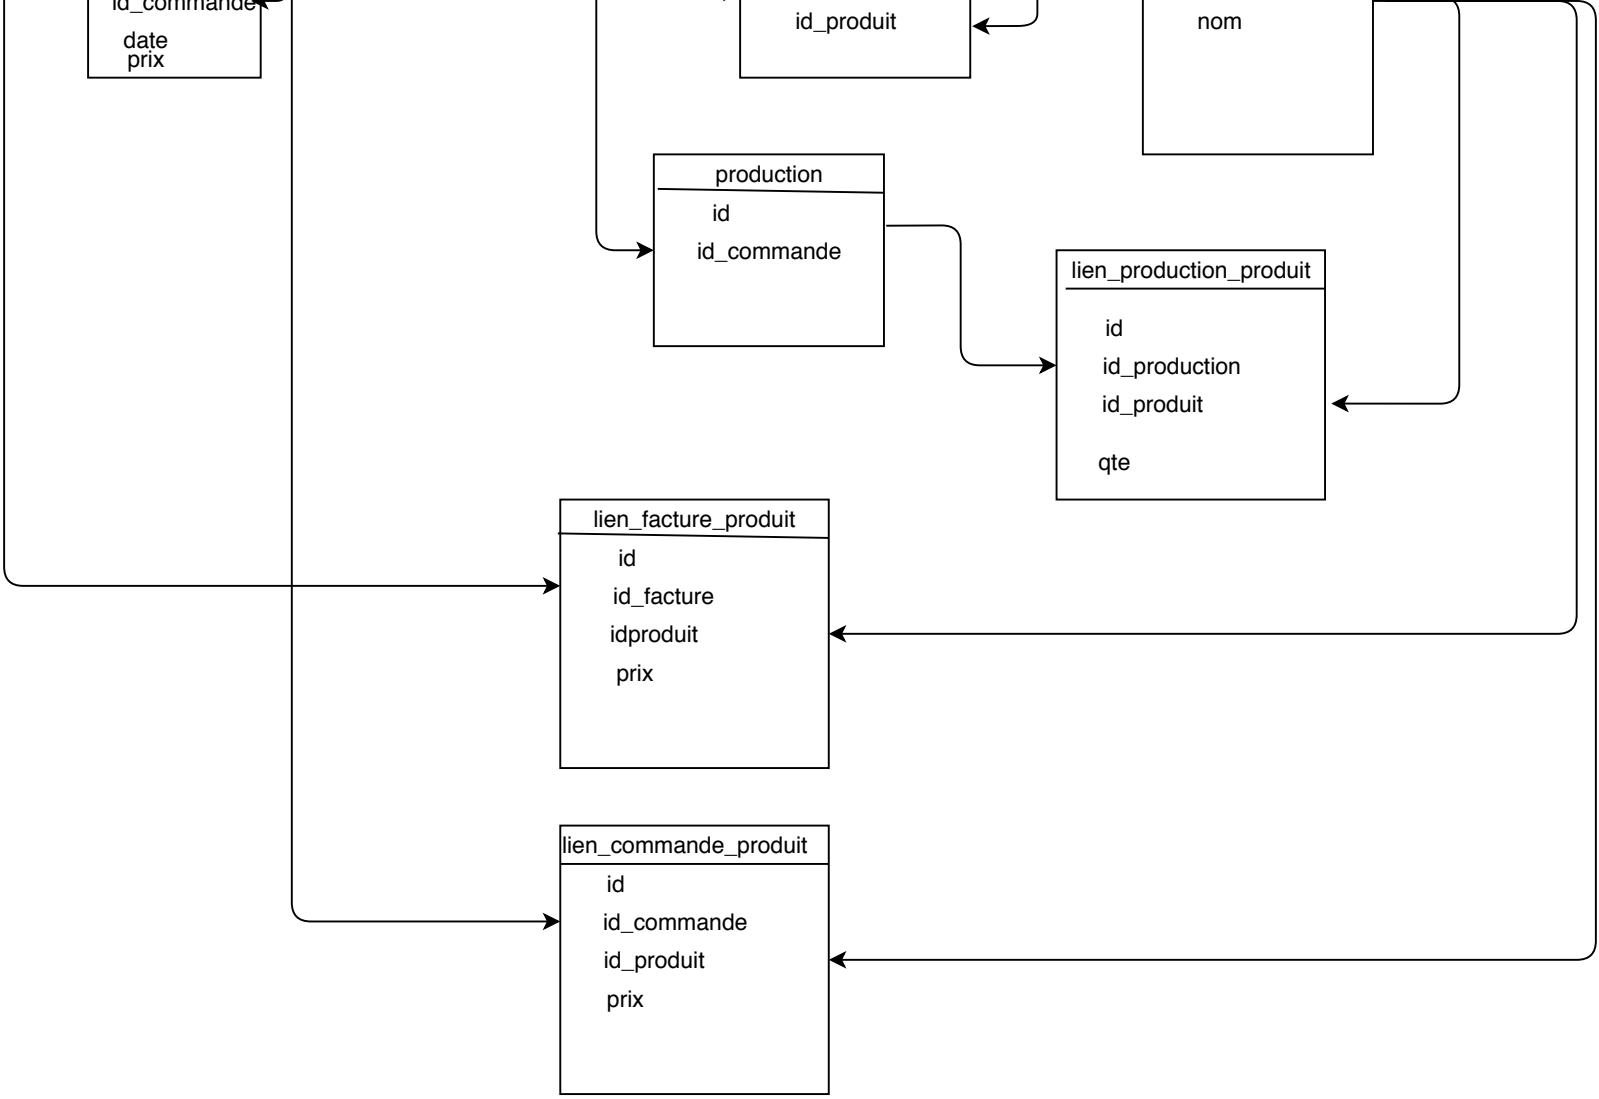 id_commande
date
prix
id_produit
nom
production
id
id_commande
lien_production_produit
id
id_production
id_produit
qte
lien_facture_produit
id
id_facture
idproduit
prix
lien_commande_produit
id
id_commande
id_produit
prix